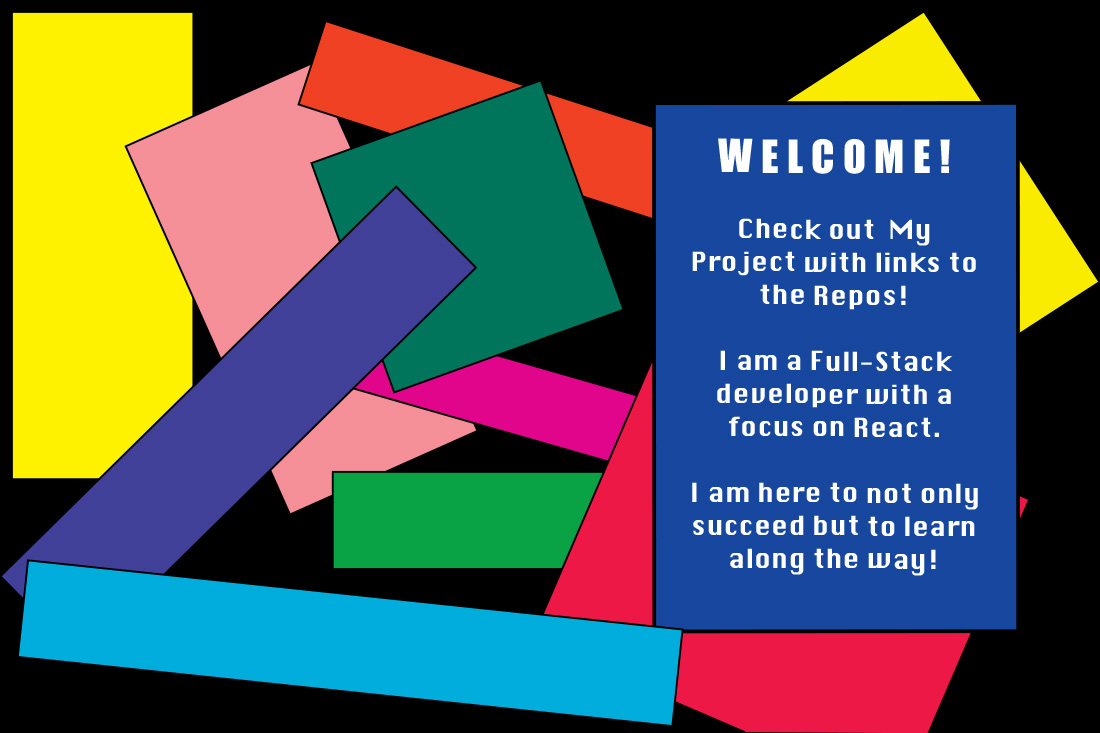 WELCOME!
Check out My
Project with links to
the Repos!
I am a Full-Stack
developer with a
focus on React.
I am here to not only
succeed but to learn
along the way!